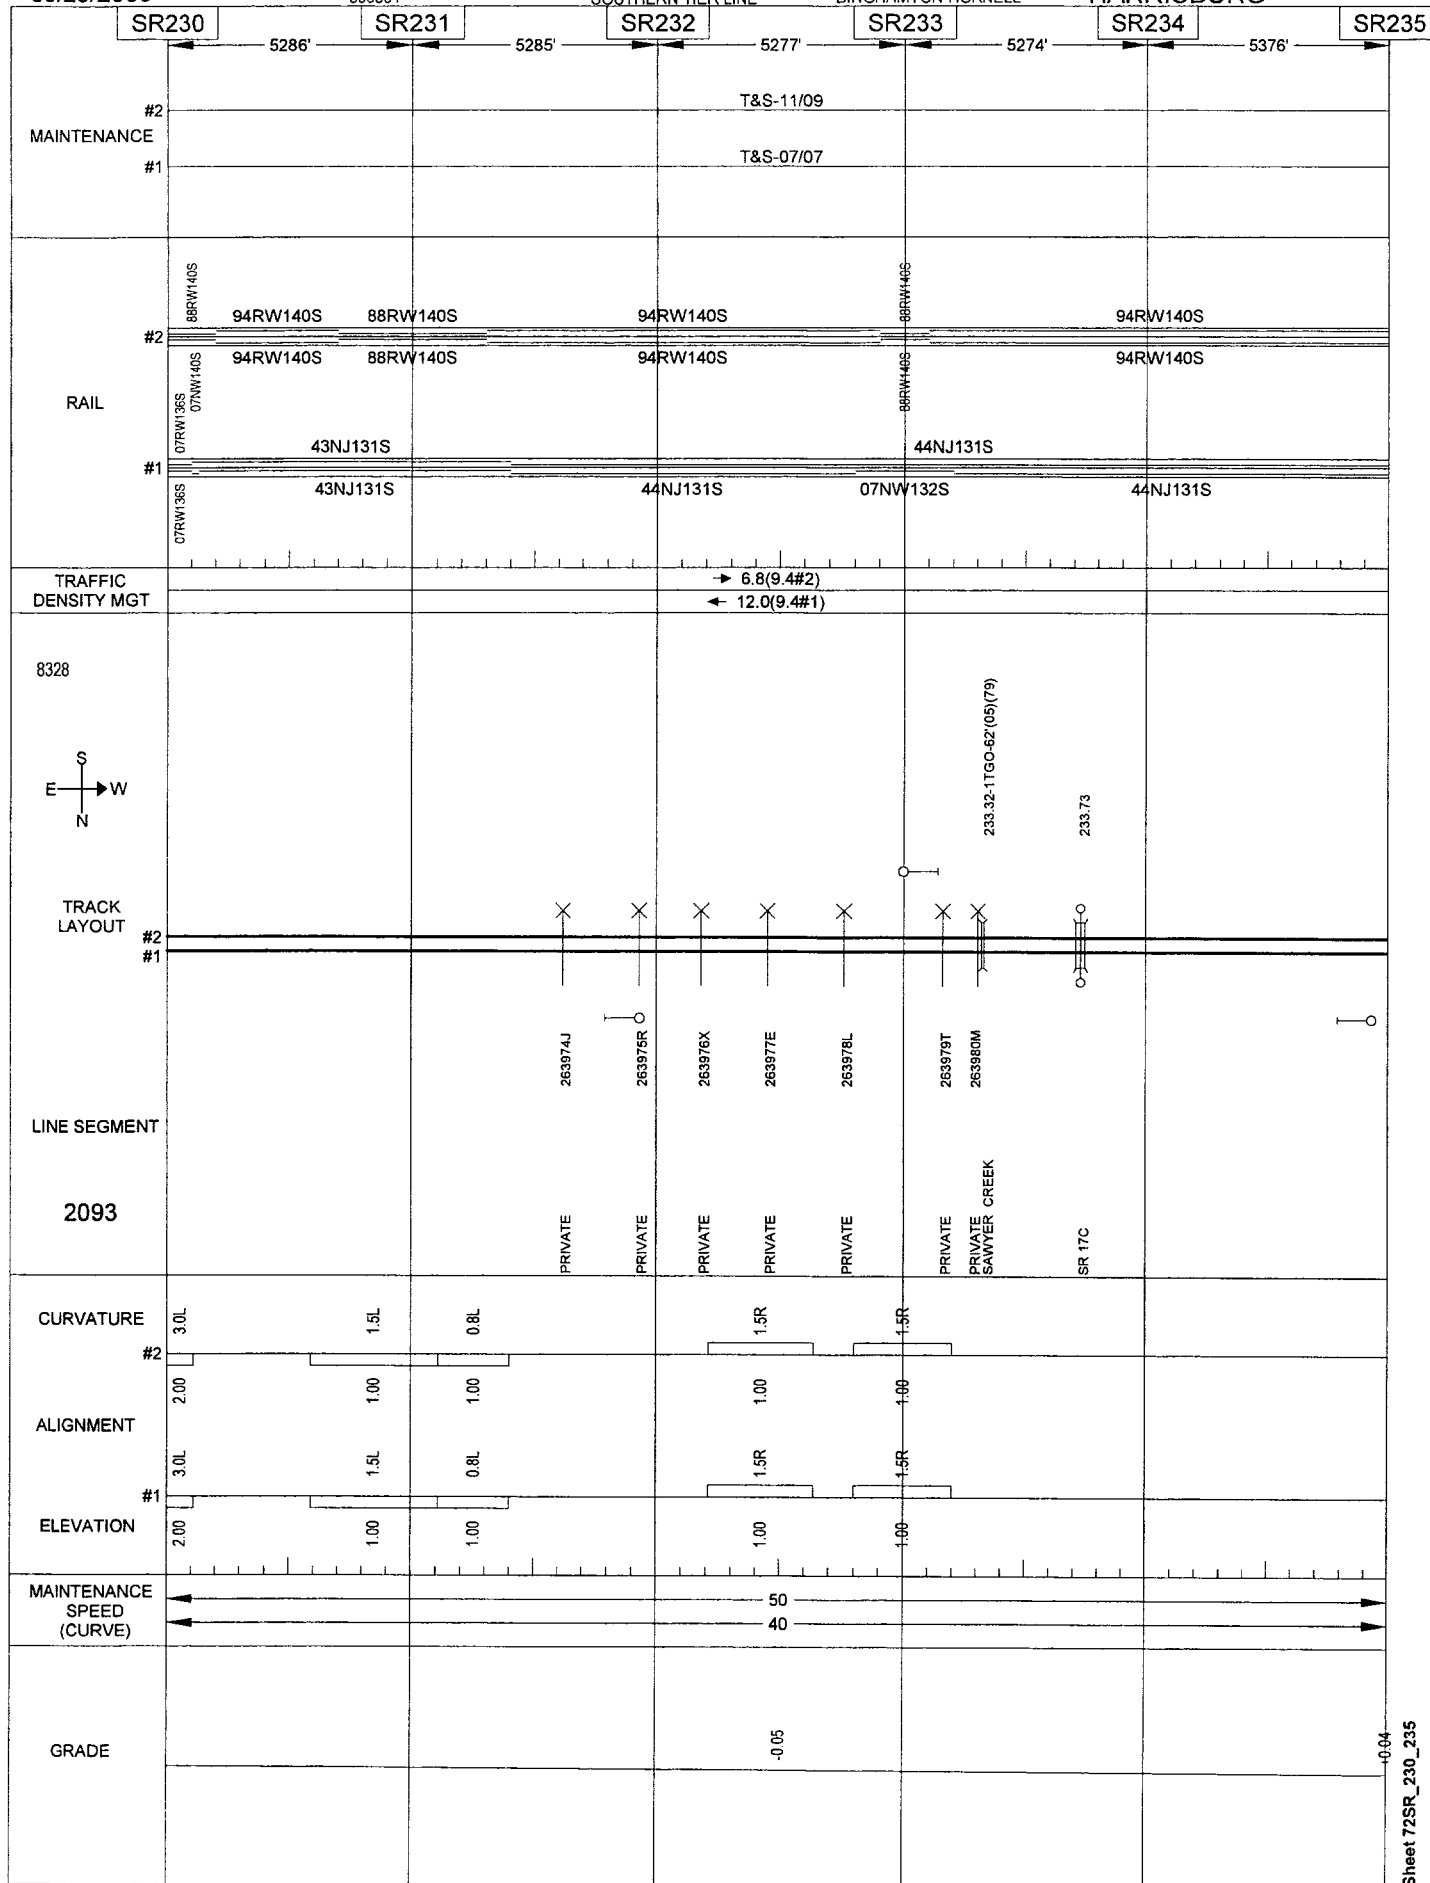 SOUTHERN TIER LINE
HARRISBURG
SR230 SR231 SR232 SR233 SR234 SR235
5286' 5285' 5277' 5274' 5376'
#2 T&S-11/09
MAINTENANCE
#1 T&S-07/07
88RW140S 88RW140S
94RW140S 88RW140S 94RW140S 94RW140S
#2
94RW140S 88RW140S 94RW140S 94RW140S
07NW140S 88RW140S
RAIL
07RW136S
43NJ131S 44NJ131S
#1
43NJ131S 44NJ131S 07NW132S 44NJ131S
07RW136S
TRAFFIC
DENSITY MGT
6.8(9.4#2)
12.0(9.4#1)
8328
S
E W
N
233.32-1TGO-62'(05)(79)
233.73
TRACK
LAYOUT
#2
#1
263974J 263975R 263976X 263977E 263978L 263979T 263980M
LINE SEGMENT
2093
PRIVATE PRIVATE PRIVATE PRIVATE PRIVATE PRIVATE PRIVATE
SAWYER CREEK
SR 17C
CURVATURE
3.0L 1.5L 0.8L 1.5R 1.5R
#2
2.00 1.00 1.00 1.00 1.00
ALIGNMENT
3.0L 1.5L 0.8L 1.5R 1.5R
#1
ELEVATION
2.00 1.00 1.00 1.00 1.00
MAINTENANCE
SPEED
(CURVE)
50
40
GRADE
-0.05
+0.04
Sheet 72SR_230_235